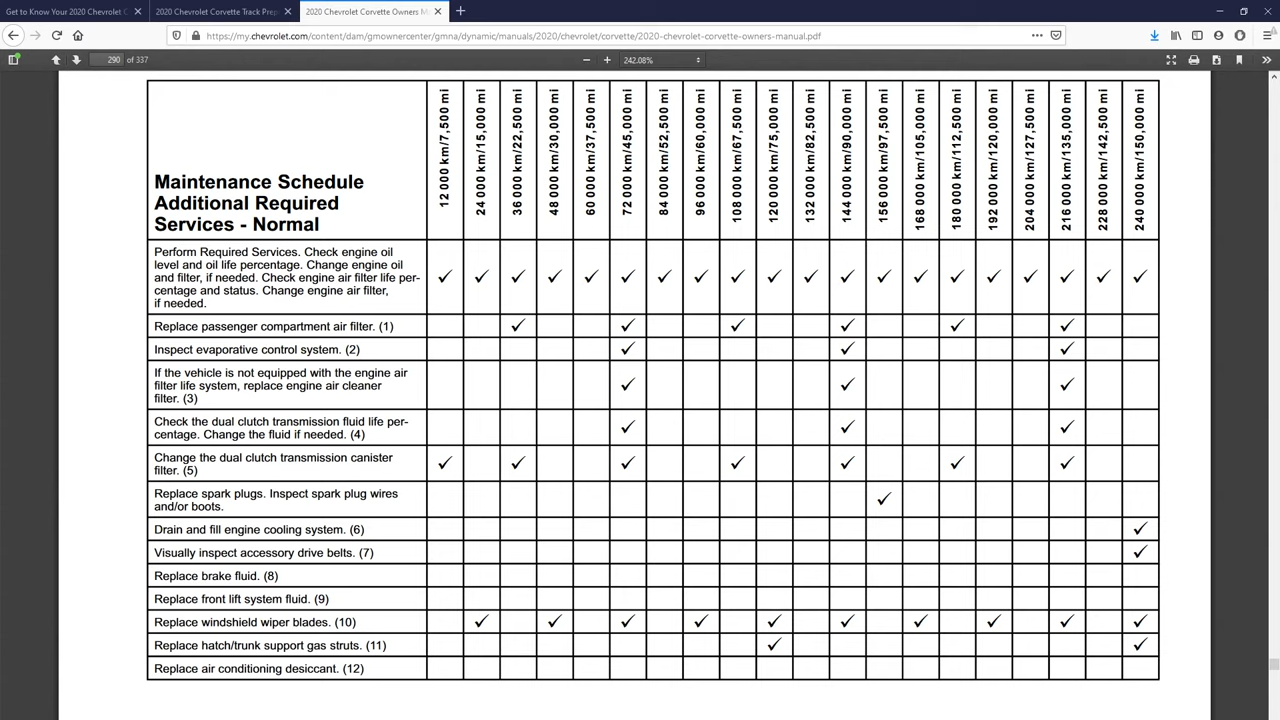 Get to Know Your 2020 Chevrolet C
2020 Chevrolet Corvette Track Prep
2020 Chevrolet Corvette Owners M
https://my.chevrolet.com/content/dam/gmownercenter/gmna/dynamic/manuals/2020/chevrolet/corvette/2020-chevrolet-corvette-owners-manual.pdf
290 of 337
242.08%
Maintenance Schedule
Additional Required
Services - Normal
12 000 km/7,500 mi
24 000 km/15,000 mi
36 000 km/22,500 mi
48 000 km/30,000 mi
60 000 km/37,500 mi
72 000 km/45,000 mi
84 000 km/52,500 mi
96 000 km/60,000 mi
108 000 km/67,500 mi
120 000 km/75,000 mi
132 000 km/82,500 mi
144 000 km/90,000 mi
156 000 km/97,500 mi
168 000 km/105,000 mi
180 000 km/112,500 mi
192 000 km/120,000 mi
204 000 km/127,500 mi
216 000 km/135,000 mi
228 000 km/142,500 mi
240 000 km/150,000 mi
Perform Required Services. Check engine oil
level and oil life percentage. Change engine oil
and filter, if needed. Check engine air filter life per-
centage and status. Change engine air filter,
if needed.
✓ ✓ ✓ ✓ ✓ ✓ ✓ ✓ ✓ ✓ ✓ ✓ ✓ ✓ ✓ ✓ ✓ ✓ ✓ ✓
Replace passenger compartment air filter. (1) ✓ ✓ ✓ ✓ ✓ ✓
Inspect evaporative control system. (2) ✓ ✓ ✓
If the vehicle is not equipped with the engine air
filter life system, replace engine air cleaner
filter. (3)
✓ ✓ ✓
Check the dual clutch transmission fluid life per-
centage. Change the fluid if needed. (4)
✓ ✓ ✓
Change the dual clutch transmission canister
filter. (5)
✓ ✓ ✓ ✓ ✓ ✓ ✓
Replace spark plugs. Inspect spark plug wires
and/or boots.
✓
Drain and fill engine cooling system. (6) ✓
Visually inspect accessory drive belts. (7) ✓
Replace brake fluid. (8)
Replace front lift system fluid. (9)
Replace windshield wiper blades. (10) ✓ ✓ ✓ ✓ ✓ ✓ ✓ ✓ ✓ ✓
Replace hatch/trunk support gas struts. (11) ✓ ✓
Replace air conditioning desiccant. (12)